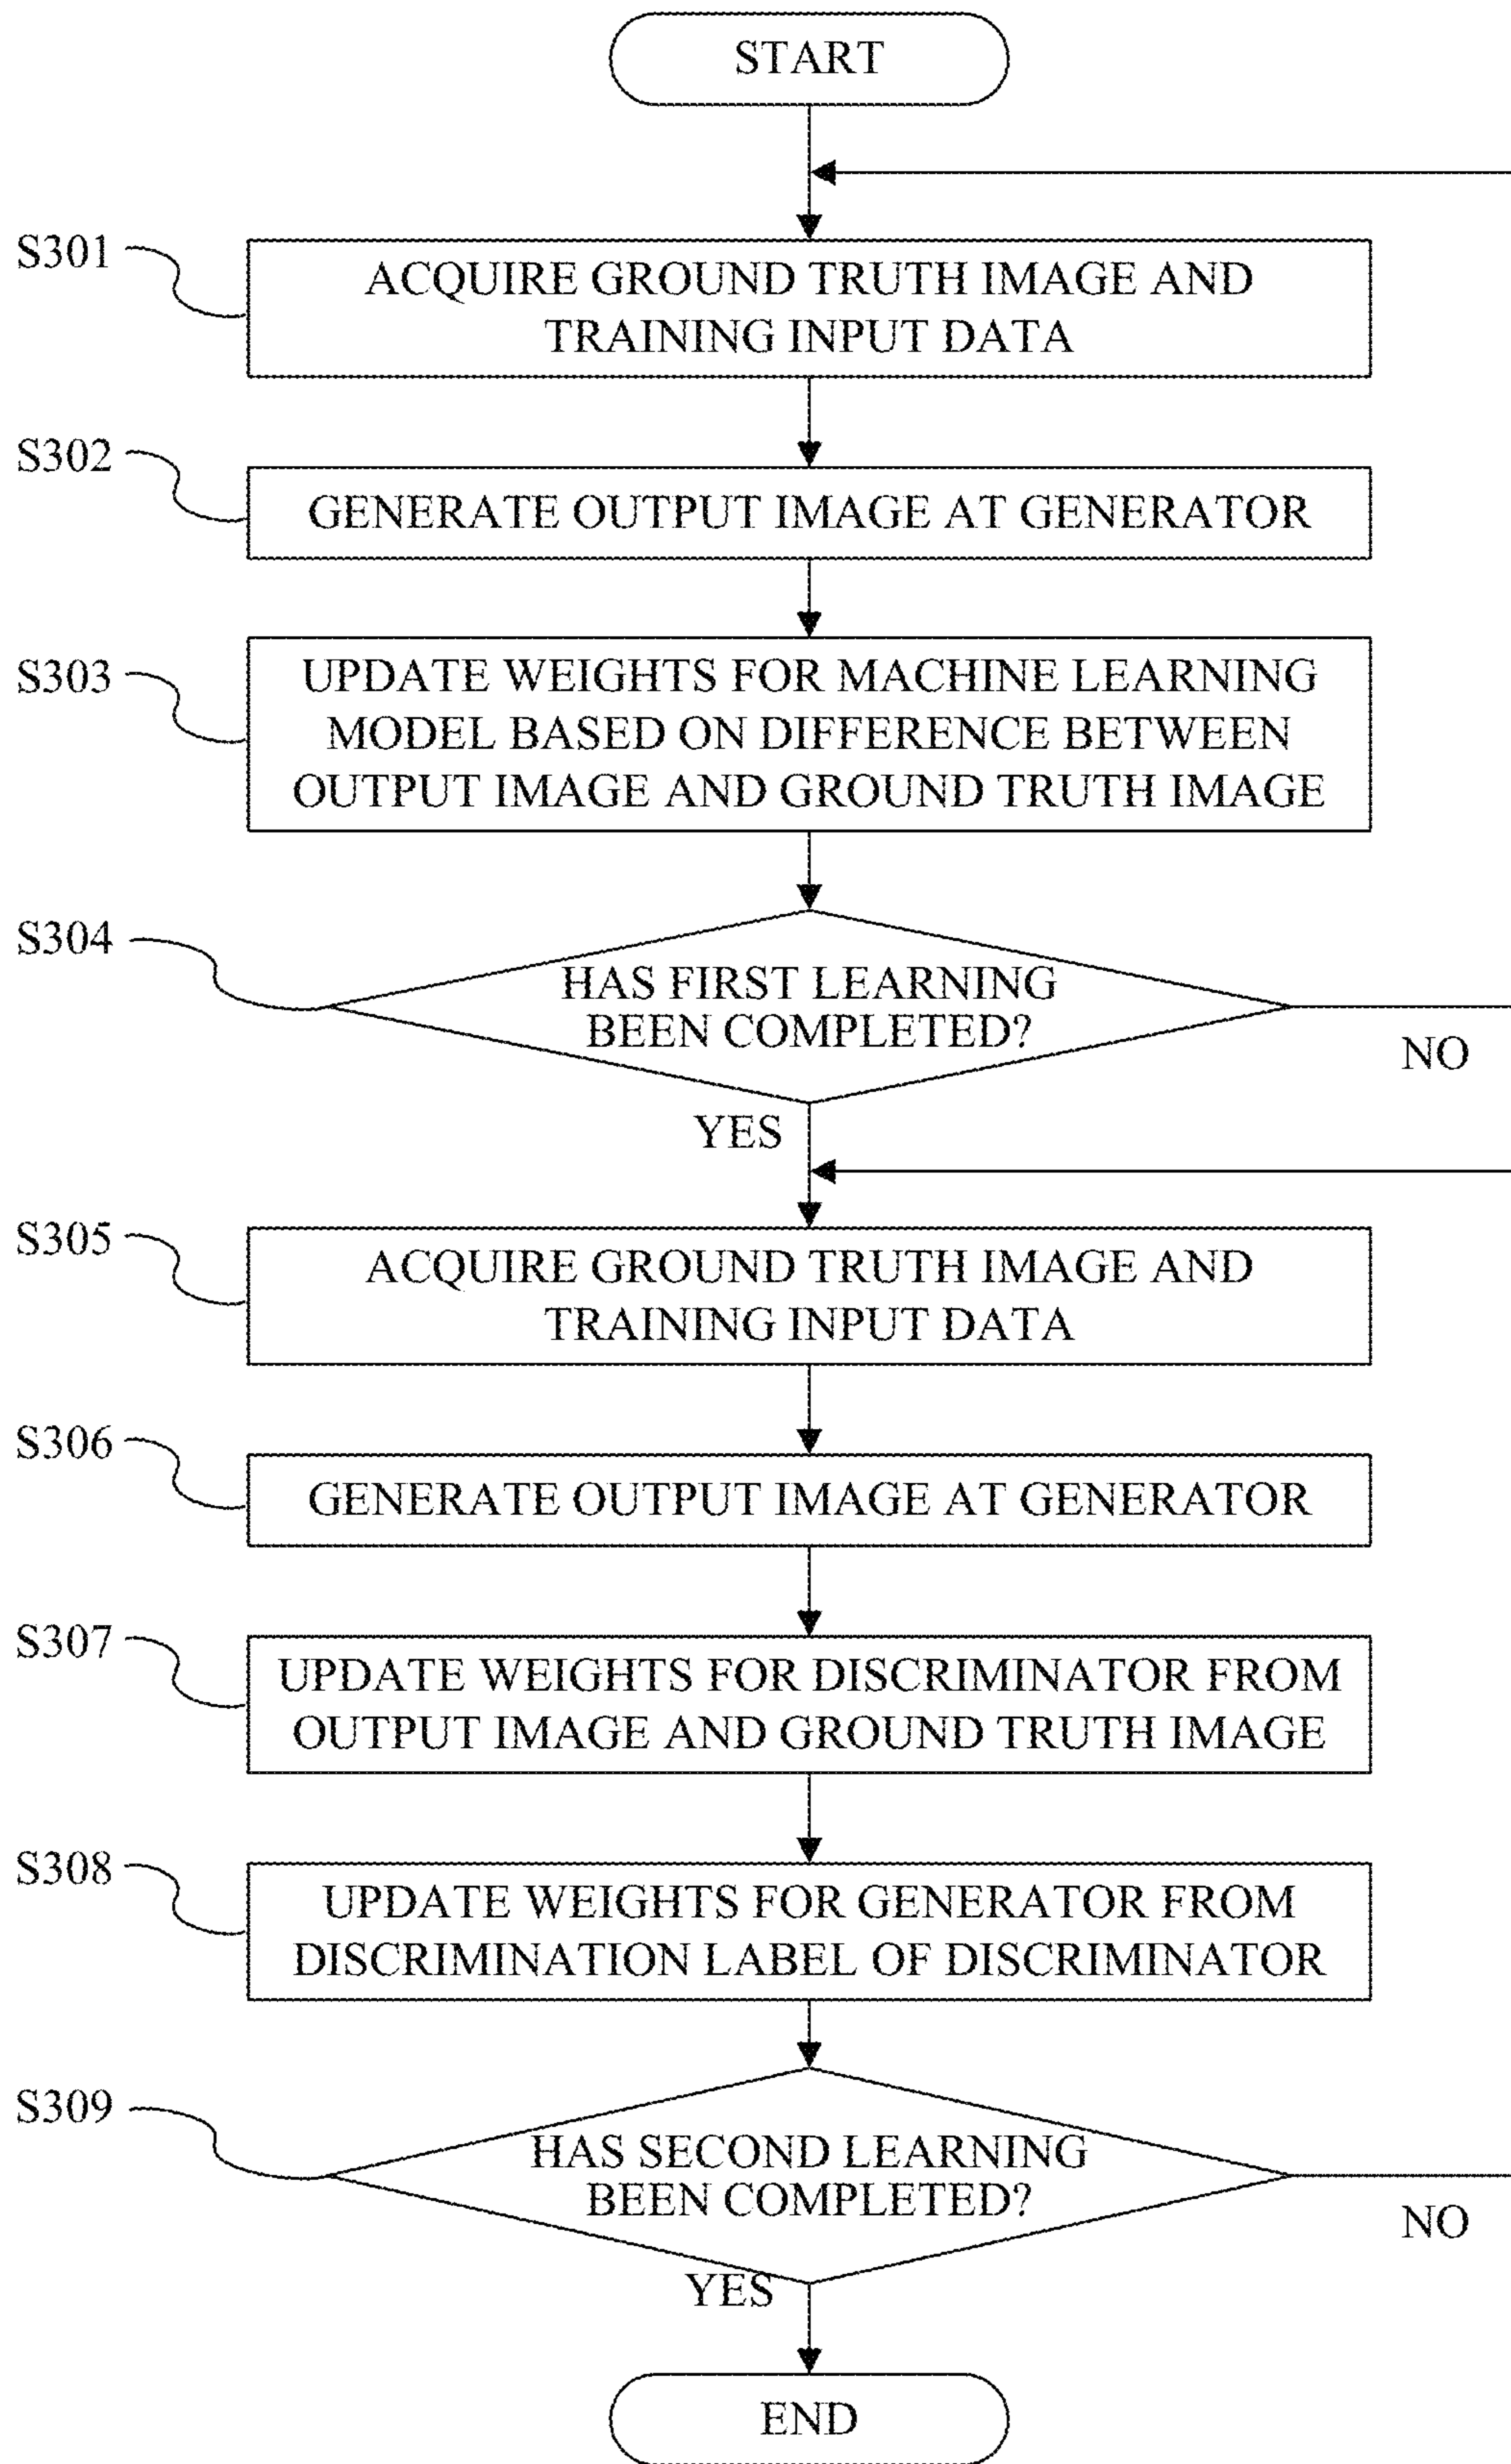 START
S301
ACQUIRE GROUND TRUTH IMAGE AND
TRAINING INPUT DATA
S302
GENERATE OUTPUT IMAGE AT GENERATOR
S303
UPDATE WEIGHTS FOR MACHINE LEARNING
MODEL BASED ON DIFFERENCE BETWEEN
OUTPUT IMAGE AND GROUND TRUTH IMAGE
S304
HAS FIRST LEARNING
BEEN COMPLETED?
NO
YES
S305
ACQUIRE GROUND TRUTH IMAGE AND
TRAINING INPUT DATA
S306
GENERATE OUTPUT IMAGE AT GENERATOR
S307
UPDATE WEIGHTS FOR DISCRIMINATOR FROM
OUTPUT IMAGE AND GROUND TRUTH IMAGE
S308
UPDATE WEIGHTS FOR GENERATOR FROM
DISCRIMINATION LABEL OF DISCRIMINATOR
S309
HAS SECOND LEARNING
BEEN COMPLETED?
NO
YES
END